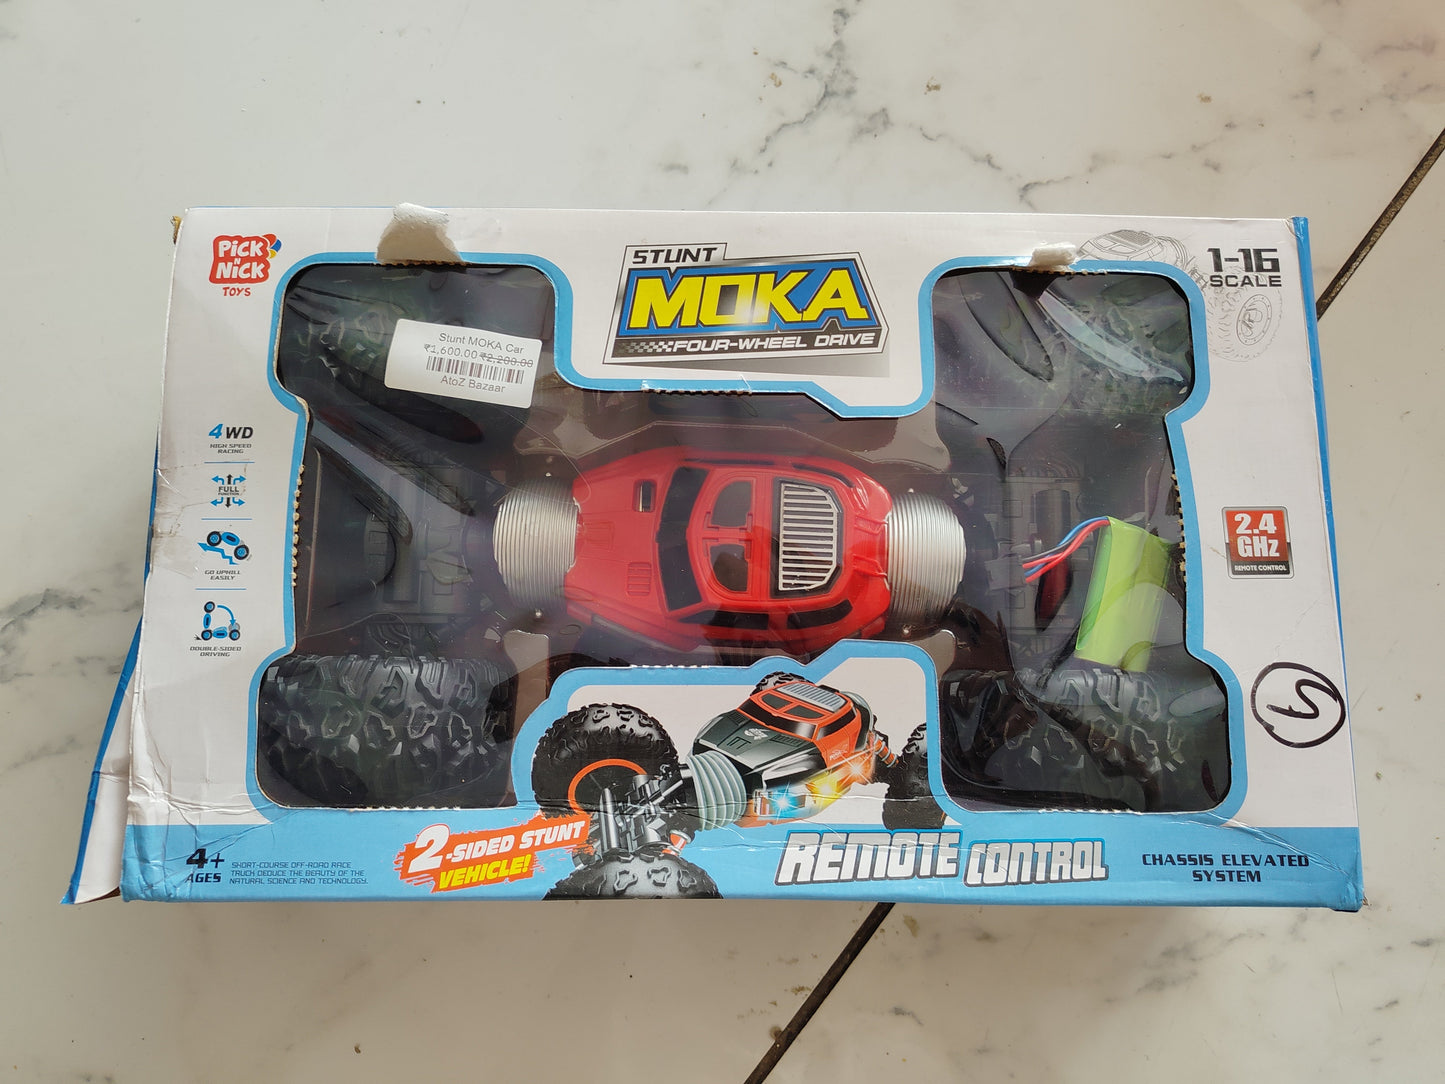 PiCK
N
NiCK
TOYS
STUNT
MOKA
FOUR-WHEEL DRIVE
1-16
SCALE
Stunt MOKA Car
₹1,600.00 ₹2,200.00
AtoZ Bazaar
4WD
HIGH SPEED
RACING
FULL
FUNCTION
GO UPHILL
EASILY
DOUBLE-SIDED
DRIVING
2.4
GHz
REMOTE CONTROL
5
4+
AGES
SHORT-COURSE OFF-ROAD RACE
TRUCK DEDUCE THE BEAUTY OF THE
NATURAL SCIENCE AND TECHNOLOGY.
2-SIDED STUNT
VEHICLE!
REMOTE CONTROL
CHASSIS ELEVATED
SYSTEM